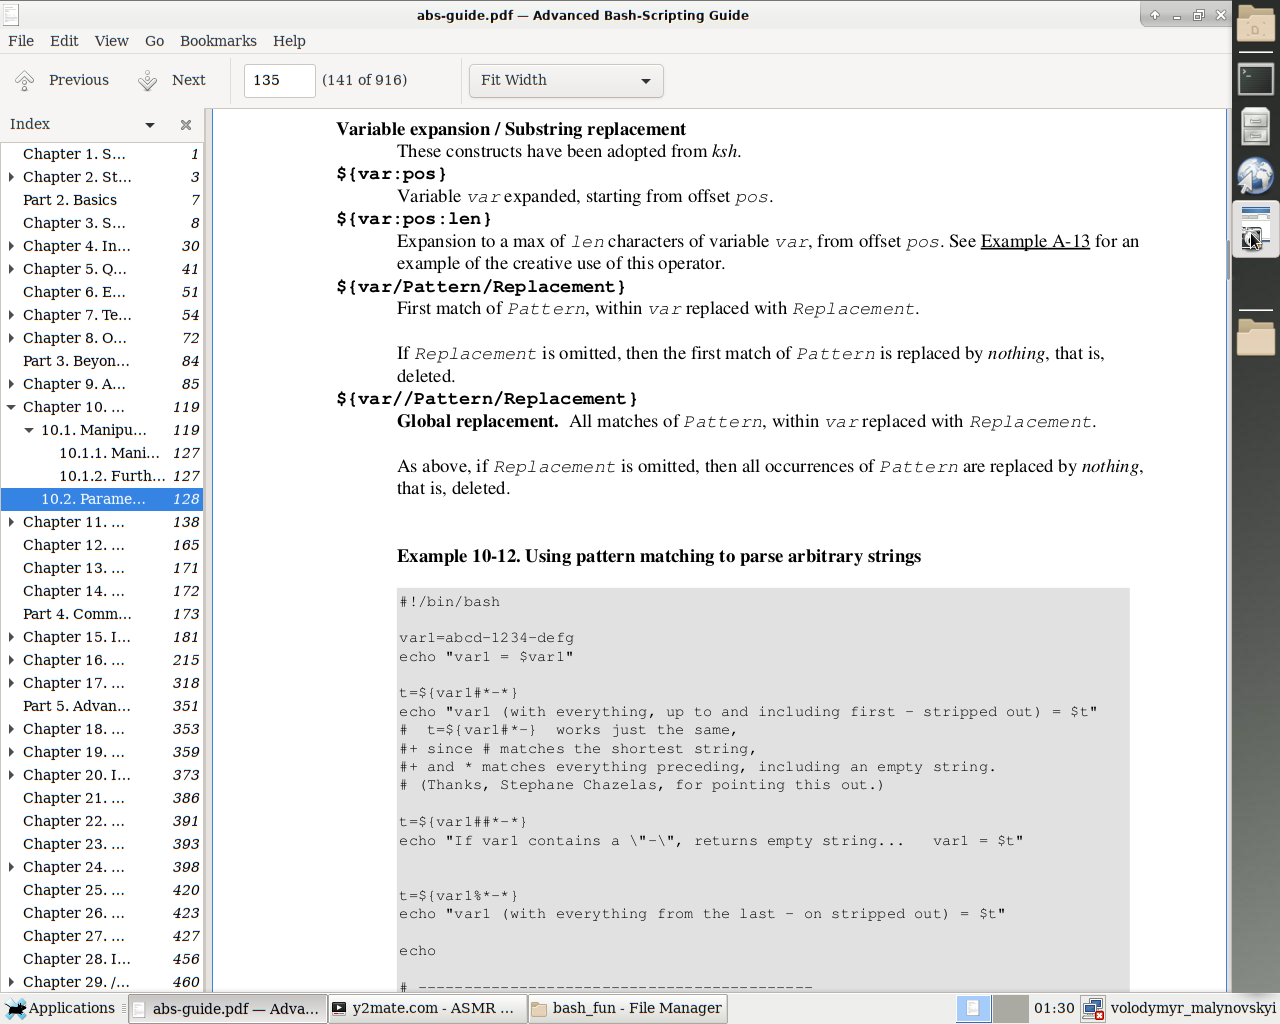 abs-guide.pdf — Advanced Bash-Scripting Guide
File Edit View Go Bookmarks Help
Previous Next 135 (141 of 916) Fit Width
Index
Chapter 1. S... 1
Chapter 2. St... 3
Part 2. Basics 7
Chapter 3. S... 8
Chapter 4. In... 30
Chapter 5. Q... 41
Chapter 6. E... 51
Chapter 7. Te... 54
Chapter 8. O... 72
Part 3. Beyon... 84
Chapter 9. A... 85
Chapter 10. ... 119
10.1. Manipu... 119
10.1.1. Mani... 127
10.1.2. Furth... 127
10.2. Parame... 128
Chapter 11. ... 138
Chapter 12. ... 165
Chapter 13. ... 171
Chapter 14. ... 172
Part 4. Comm... 173
Chapter 15. I... 181
Chapter 16. ... 215
Chapter 17. ... 318
Part 5. Advan... 351
Chapter 18. ... 353
Chapter 19. ... 359
Chapter 20. I... 373
Chapter 21. ... 386
Chapter 22. ... 391
Chapter 23. ... 393
Chapter 24. ... 398
Chapter 25. ... 420
Chapter 26. ... 423
Chapter 27. ... 427
Chapter 28. I... 456
Chapter 29. /... 460
Variable expansion / Substring replacement
These constructs have been adopted from ksh.
${var:pos}
Variable var expanded, starting from offset pos.
${var:pos:len}
Expansion to a max of len characters of variable var, from offset pos. See Example A-13 for an
example of the creative use of this operator.
${var/Pattern/Replacement}
First match of Pattern, within var replaced with Replacement.
If Replacement is omitted, then the first match of Pattern is replaced by nothing, that is,
deleted.
${var//Pattern/Replacement}
Global replacement. All matches of Pattern, within var replaced with Replacement.
As above, if Replacement is omitted, then all occurrences of Pattern are replaced by nothing,
that is, deleted.
Example 10-12. Using pattern matching to parse arbitrary strings
#!/bin/bash
var1=abcd-1234-defg
echo "var1 = $var1"
t=${var1#*-*}
echo "var1 (with everything, up to and including first - stripped out) = $t"
#  t=${var1#*-}  works just the same,
#+ since # matches the shortest string,
#+ and * matches everything preceding, including an empty string.
# (Thanks, Stephane Chazelas, for pointing this out.)
t=${var1##*-*}
echo "If var1 contains a \"-\", returns empty string...   var1 = $t"
t=${var1%*-*}
echo "var1 (with everything from the last - on stripped out) = $t"
echo
# -------------------------------------------
Applications abs-guide.pdf — Adva... y2mate.com - ASMR ... bash_fun - File Manager 01:30 volodymyr_malynovskyi